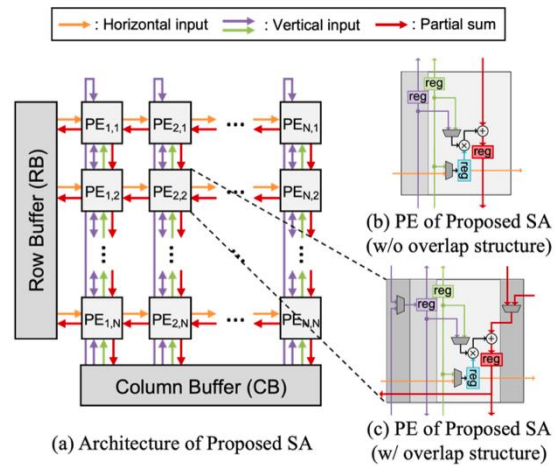 : Horizontal input : Vertical input : Partial sum
PE1,1 PE2,1 ... PEN,1
PE1,2 PE2,2 ... PEN,2
... ... ...
PE1,N PE2,N ... PEN,N
Row Buffer (RB)
Column Buffer (CB)
(a) Architecture of Proposed SA
reg
reg
reg
reg
(b) PE of Proposed SA
(w/o overlap structure)
reg
reg
reg
reg
(c) PE of Proposed SA
(w/ overlap structure)